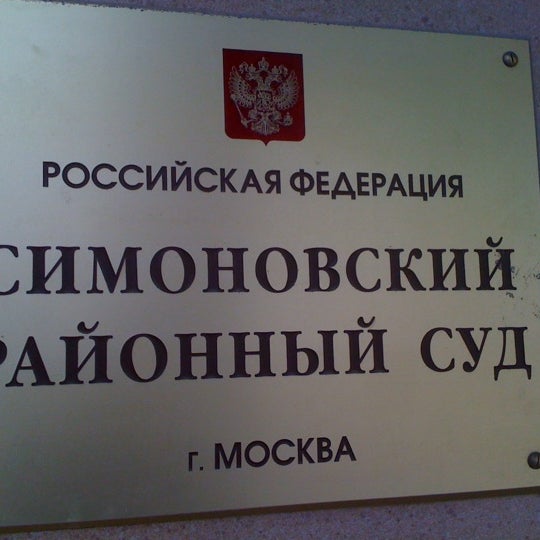 РОССИЙСКАЯ ФЕДЕРАЦИЯ
СИМОНОВСКИЙ
РАЙОННЫЙ СУД
г. МОСКВА